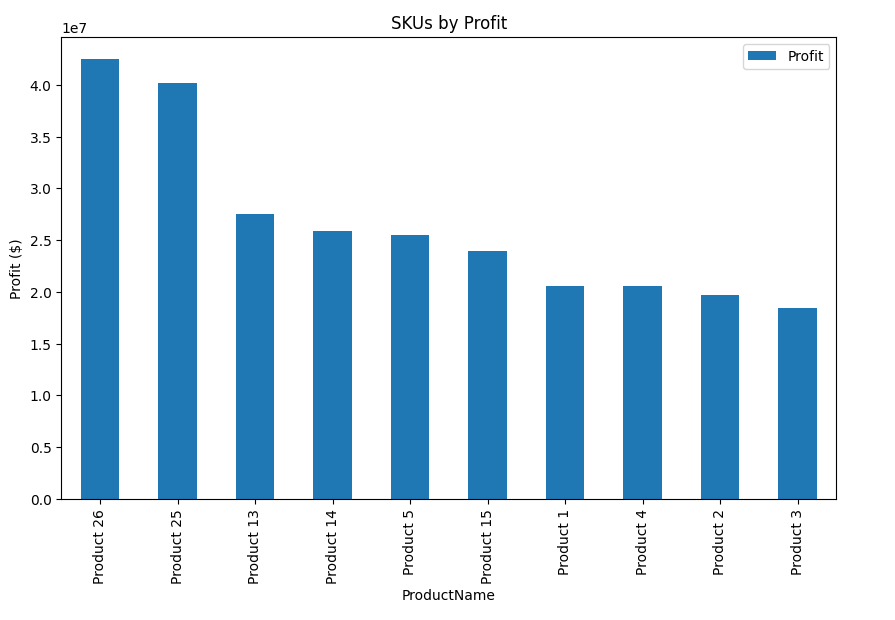 SKUs by Profit
1e7
Profit
4.0
3.5
3.0
2.5
2.0
1.5
1.0
0.5
0.0
Profit ($)
Product 26
Product 25
Product 13
Product 14
Product 5
Product 15
Product 1
Product 4
Product 2
Product 3
ProductName